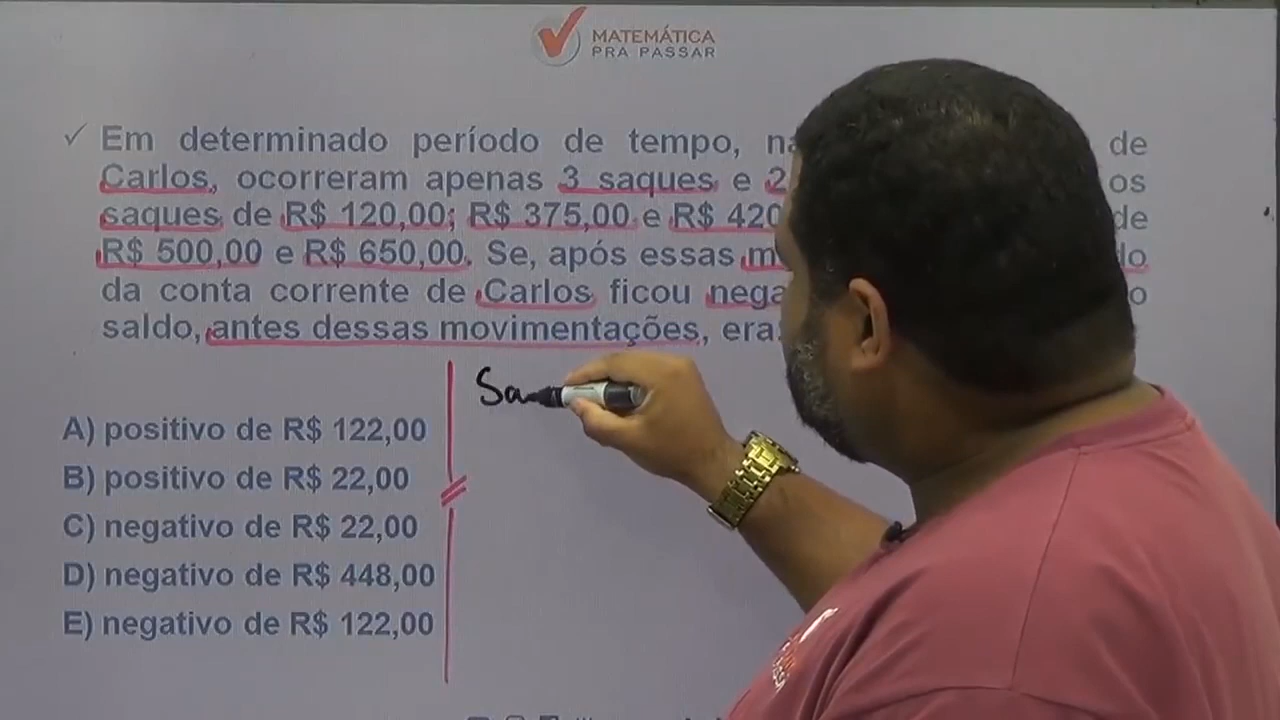 MATEMÁTICA
PRA PASSAR
✓ Em determinado período de tempo, de
Carlos, ocorreram apenas 3 saques e 2 os
saques de R$ 120,00; R$ 375,00 e R$ 420 de
R$ 500,00 e R$ 650,00. Se, após essas
da conta corrente de Carlos ficou o
saldo, antes dessas movimentações, era:
Sa
A) positivo de R$ 122,00
B) positivo de R$ 22,00
C) negativo de R$ 22,00
D) negativo de R$ 448,00
E) negativo de R$ 122,00